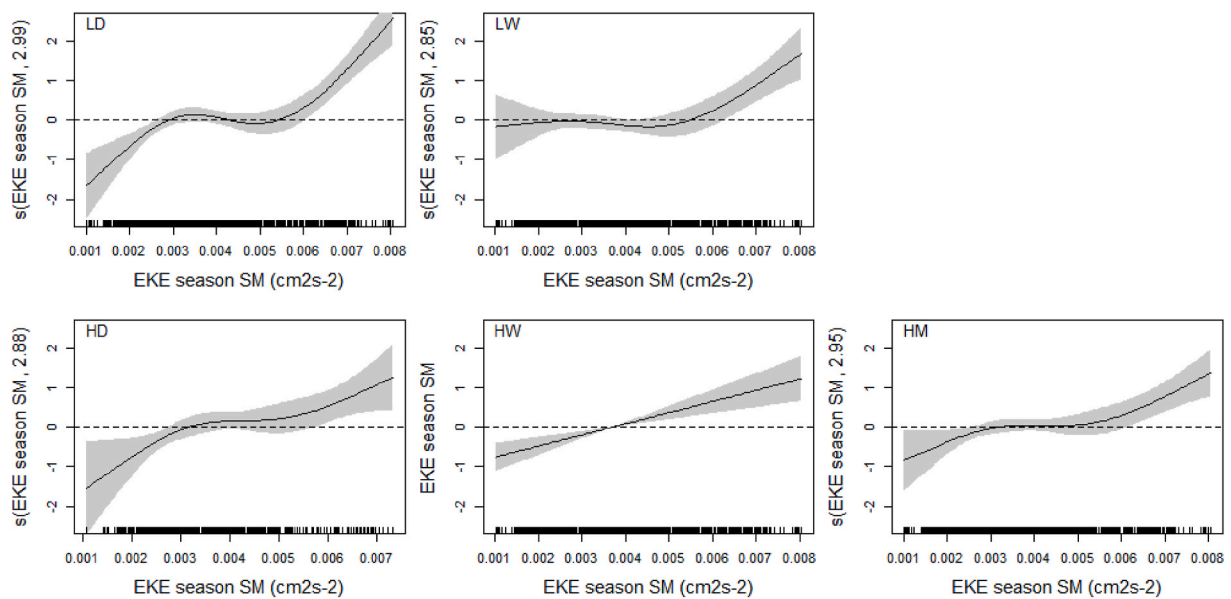 LD
s(EKE season SM , 2.99)
2
1
0
-1
-2
0.001 0.002 0.003 0.004 0.005 0.006 0.007 0.008
EKE season SM (cm2s-2)
LW
s(EKE season SM , 2.85)
2
1
0
-1
-2
0.001 0.002 0.003 0.004 0.005 0.006 0.007 0.008
EKE season SM (cm2s-2)
HD
s(EKE season SM , 2.88)
2
1
0
-1
-2
0.001 0.002 0.003 0.004 0.005 0.006 0.007
EKE season SM (cm2s-2)
HW
EKE season SM
2
1
0
-1
-2
0.001 0.002 0.003 0.004 0.005 0.006 0.007 0.008
EKE season SM (cm2s-2)
HM
s(EKE season SM , 2.95)
2
1
0
-1
-2
0.001 0.002 0.003 0.004 0.005 0.006 0.007 0.008
EKE season SM (cm2s-2)